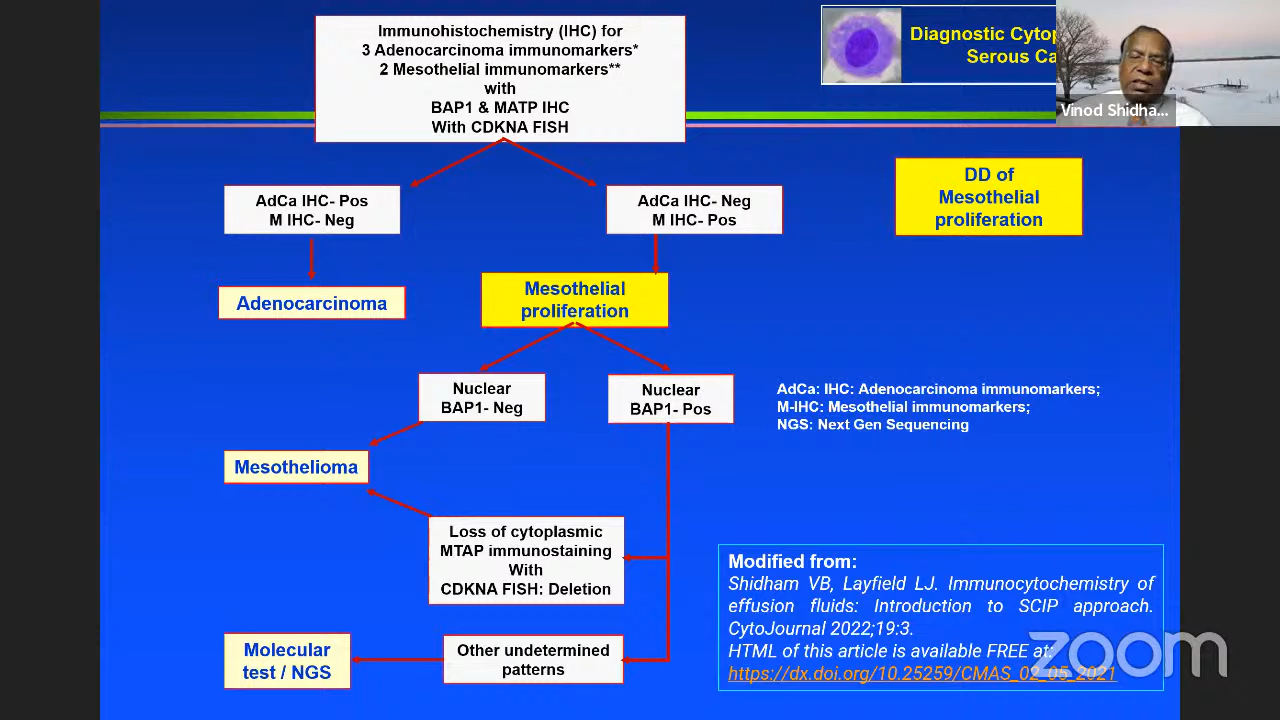 Immunohistochemistry (IHC) for
3 Adenocarcinoma immunomarkers*
2 Mesothelial immunomarkers**
with
BAP1 & MATP IHC
With CDKNA FISH
Diagnostic Cytop
Serous Ca
Vinod Shidha...
AdCa IHC- Pos
M IHC- Neg
AdCa IHC- Neg
M IHC- Pos
DD of
Mesothelial
proliferation
Adenocarcinoma
Mesothelial
proliferation
Nuclear
BAP1- Neg
Nuclear
BAP1- Pos
AdCa: IHC: Adenocarcinoma immunomarkers;
M-IHC: Mesothelial immunomarkers;
NGS: Next Gen Sequencing
Mesothelioma
Loss of cytoplasmic
MTAP immunostaining
With
CDKNA FISH: Deletion
Molecular
test / NGS
Other undetermined
patterns
Modified from:
Shidham VB, Layfield LJ. Immunocytochemistry of
effusion fluids: Introduction to SCIP approach.
CytoJournal 2022;19:3.
HTML of this article is available FREE at:
https://dx.doi.org/10.25259/CMAS_02_05_2021
zoom